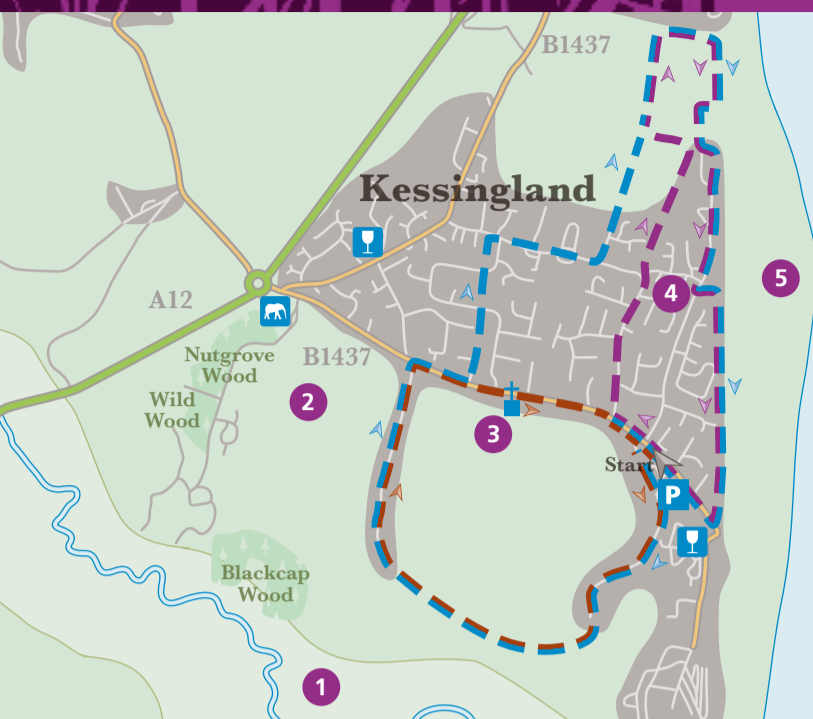 B1437
Kessingland
5
4
A12
Nutgrove
Wood
B1437
Wild
Wood
2
3
Start
P
Blackcap
Wood
1